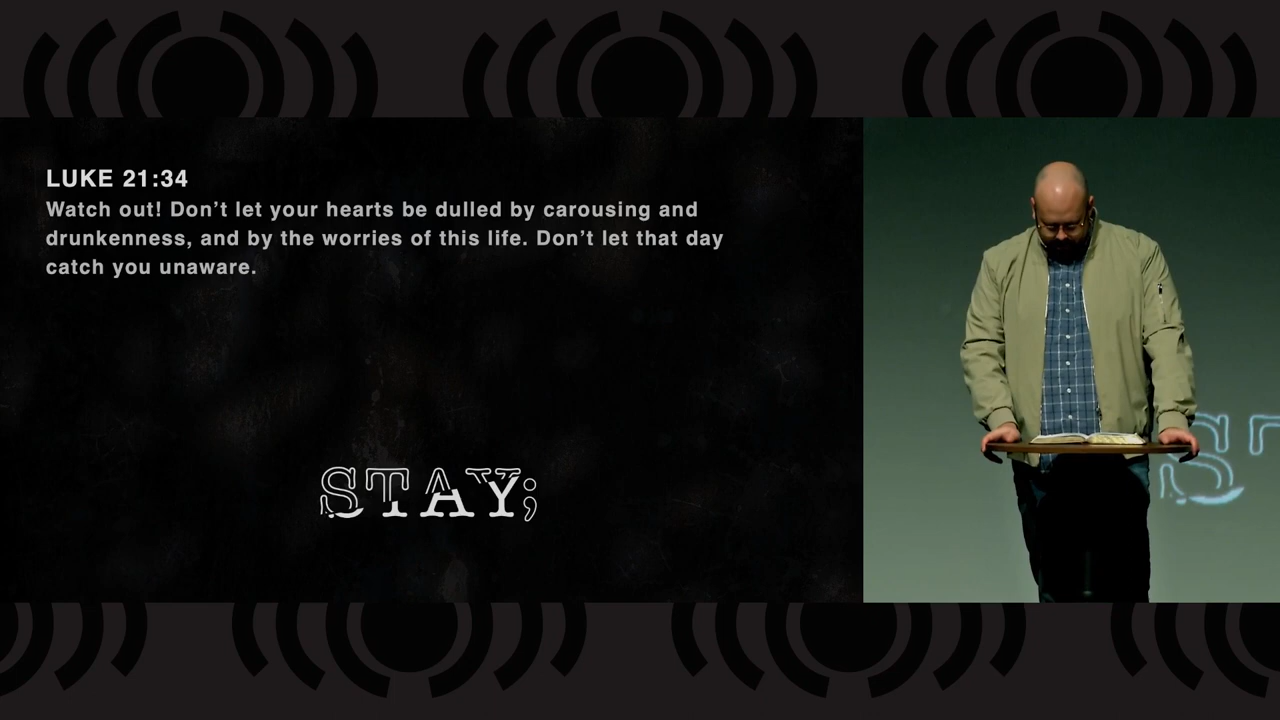 LUKE 21:34
Watch out! Don’t let your hearts be dulled by carousing and
drunkenness, and by the worries of this life. Don’t let that day
catch you unaware.
STAY;
ST